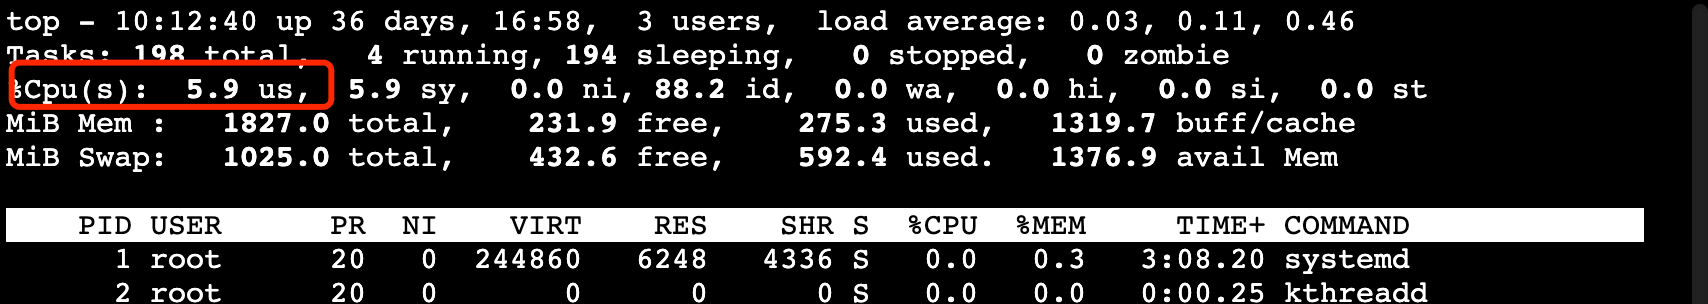 top - 10:12:40 up 36 days, 16:58,  3 users,  load average: 0.03, 0.11, 0.46
Tasks: 198 total,   4 running, 194 sleeping,   0 stopped,   0 zombie
%Cpu(s):  5.9 us,  5.9 sy,  0.0 ni, 88.2 id,  0.0 wa,  0.0 hi,  0.0 si,  0.0 st
MiB Mem :   1827.0 total,    231.9 free,    275.3 used,   1319.7 buff/cache
MiB Swap:   1025.0 total,    432.6 free,    592.4 used.   1376.9 avail Mem
PID USER      PR  NI    VIRT    RES    SHR S  %CPU  %MEM     TIME+ COMMAND
1 root      20   0  244860   6248   4336 S   0.0   0.3   3:08.20 systemd
2 root      20   0       0      0      0 S   0.0   0.0   0:00.25 kthreadd